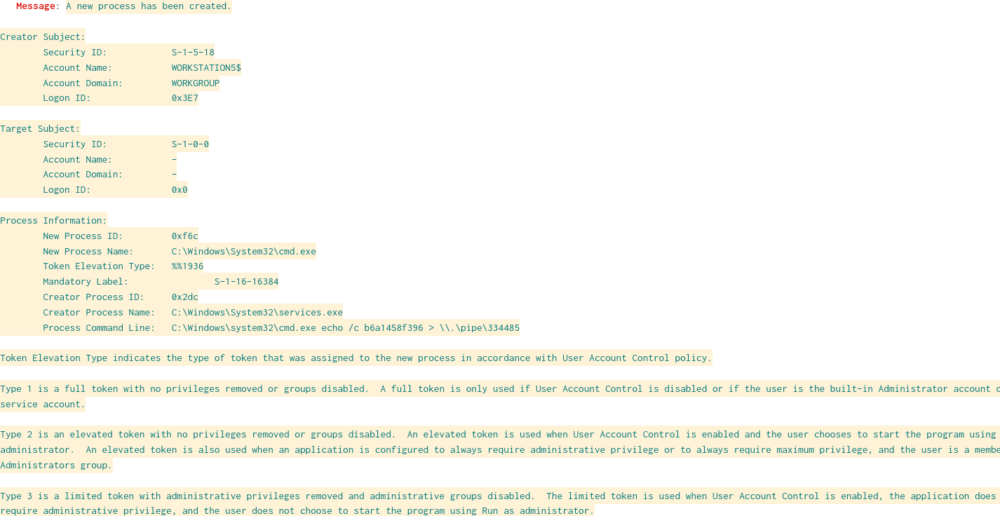 Message: A new process has been created.
Creator Subject:
Security ID: S-1-5-18
Account Name: WORKSTATION5$
Account Domain: WORKGROUP
Logon ID: 0x3E7
Target Subject:
Security ID: S-1-0-0
Account Name: -
Account Domain: -
Logon ID: 0x0
Process Information:
New Process ID: 0xf6c
New Process Name: C:\Windows\System32\cmd.exe
Token Elevation Type: %%1936
Mandatory Label: S-1-16-16384
Creator Process ID: 0x2dc
Creator Process Name: C:\Windows\System32\services.exe
Process Command Line: C:\Windows\system32\cmd.exe echo /c b6a1458f396 > \\.\pipe\334485
Token Elevation Type indicates the type of token that was assigned to the new process in accordance with User Account Control policy.
Type 1 is a full token with no privileges removed or groups disabled. A full token is only used if User Account Control is disabled or if the user is the built-in Administrator account
service account.
Type 2 is an elevated token with no privileges removed or groups disabled. An elevated token is used when User Account Control is enabled and the user chooses to start the program using
administrator. An elevated token is also used when an application is configured to always require administrative privilege or to always require maximum privilege, and the user is a
Administrators group.
Type 3 is a limited token with administrative privileges removed and administrative groups disabled. The limited token is used when User Account Control is enabled, the application does
require administrative privilege, and the user does not choose to start the program using Run as administrator.